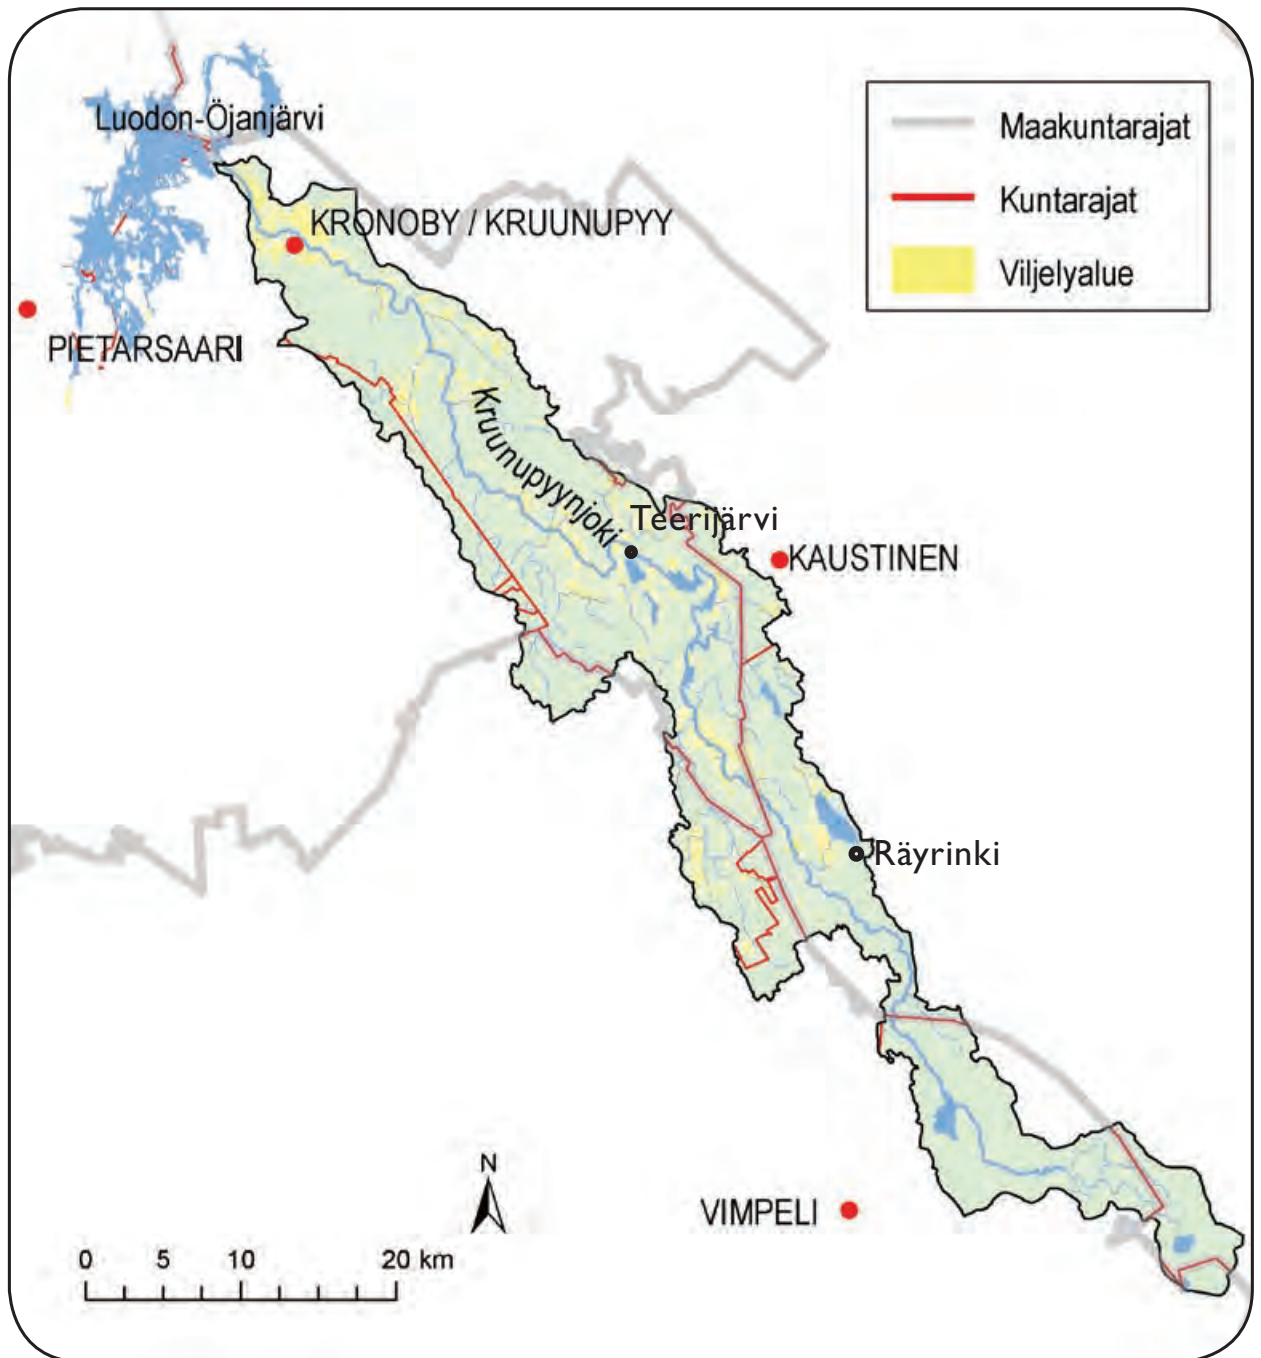 Luodon-Öjanjärvi
Maakuntarajat
Kuntarajat
Viljelyalue
KRONOBY / KRUUNUPYY
PIETARSAARI
Kruunupyynjoki
Teerijärvi
KAUSTINEN
Räyrinki
N
VIMPELI
0 5 10 20 km